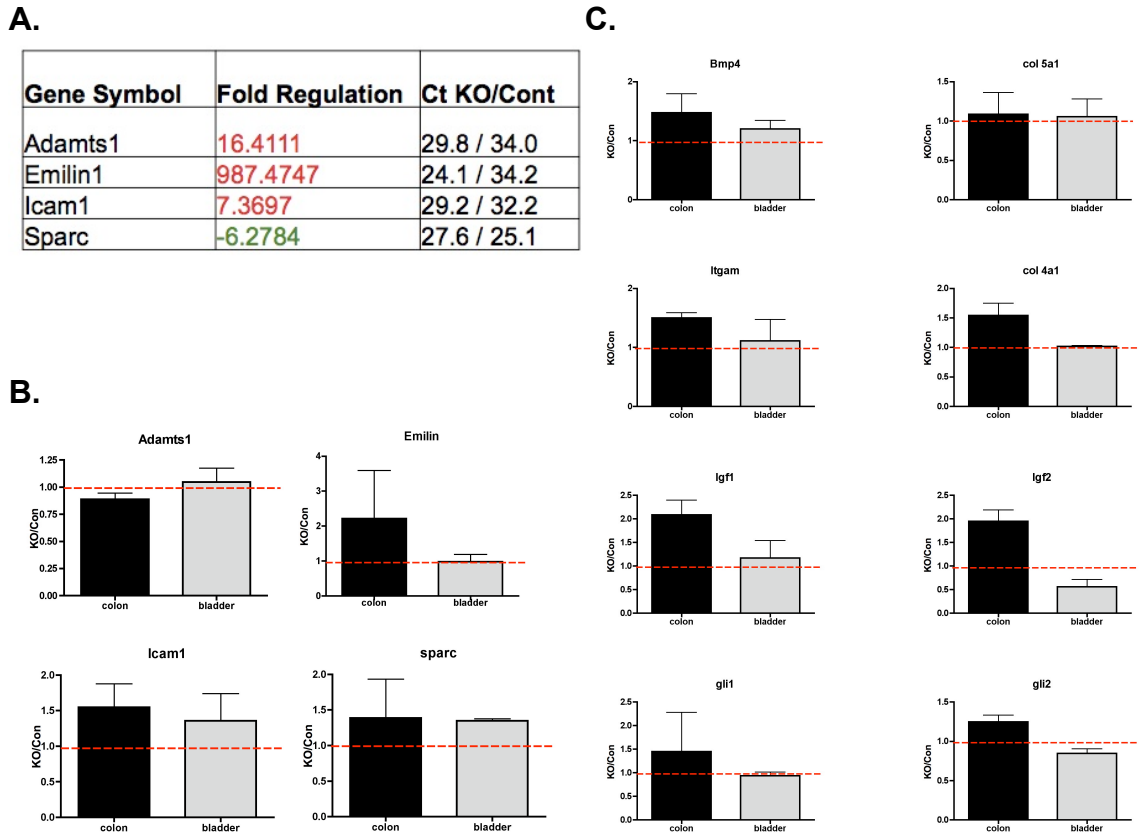 A.
Gene Symbol Fold Regulation Ct KO/Cont
Adamts1 16.4111 29.8 / 34.0
Emilin1 987.4747 24.1 / 34.2
Icam1 7.3697 29.2 / 32.2
Sparc -6.2784 27.6 / 25.1
B.
Adamts1
KO/Con
1.25
1.00
0.75
0.50
0.25
0.00
colon bladder
Emilin
KO/Con
4
3
2
1
0
colon bladder
Icam1
KO/Con
2.0
1.5
1.0
0.5
0.0
colon bladder
sparc
KO/Con
2.0
1.5
1.0
0.5
0.0
colon bladder
C.
Bmp4
KO/Con
2
1
0
colon bladder
col 5a1
KO/Con
1.5
1.0
0.5
0.0
colon bladder
Itgam
KO/Con
2
1
0
colon bladder
col 4a1
KO/Con
2.0
1.5
1.0
0.5
0.0
colon bladder
Igf1
KO/Con
2.5
2.0
1.5
1.0
0.5
0.0
colon bladder
Igf2
KO/Con
2.5
2.0
1.5
1.0
0.5
0.0
colon bladder
gli1
KO/Con
2.5
2.0
1.5
1.0
0.5
0.0
colon bladder
gli2
KO/Con
1.5
1.0
0.5
0.0
colon bladder